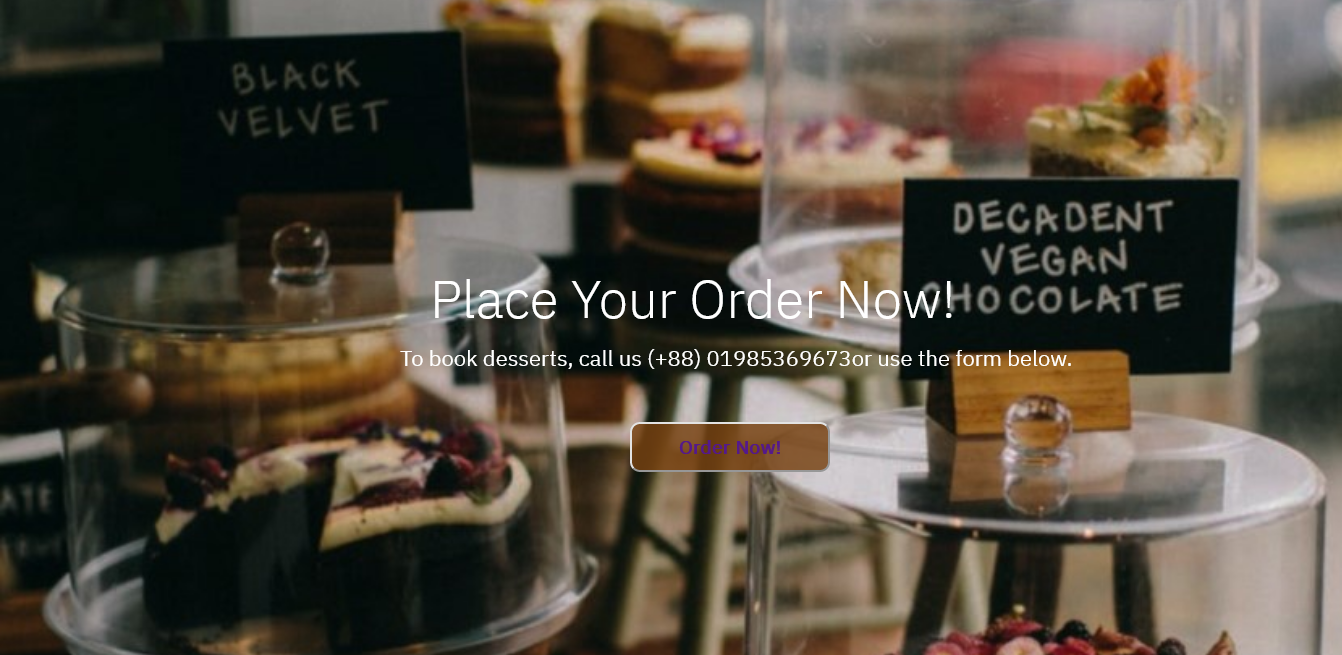 BLACK
VELVET
DECADENT
VEGAN
CHOCOLATE
Place Your Order Now!
To book desserts, call us (+88) 01985369673or use the form below.
Order Now!
ATE